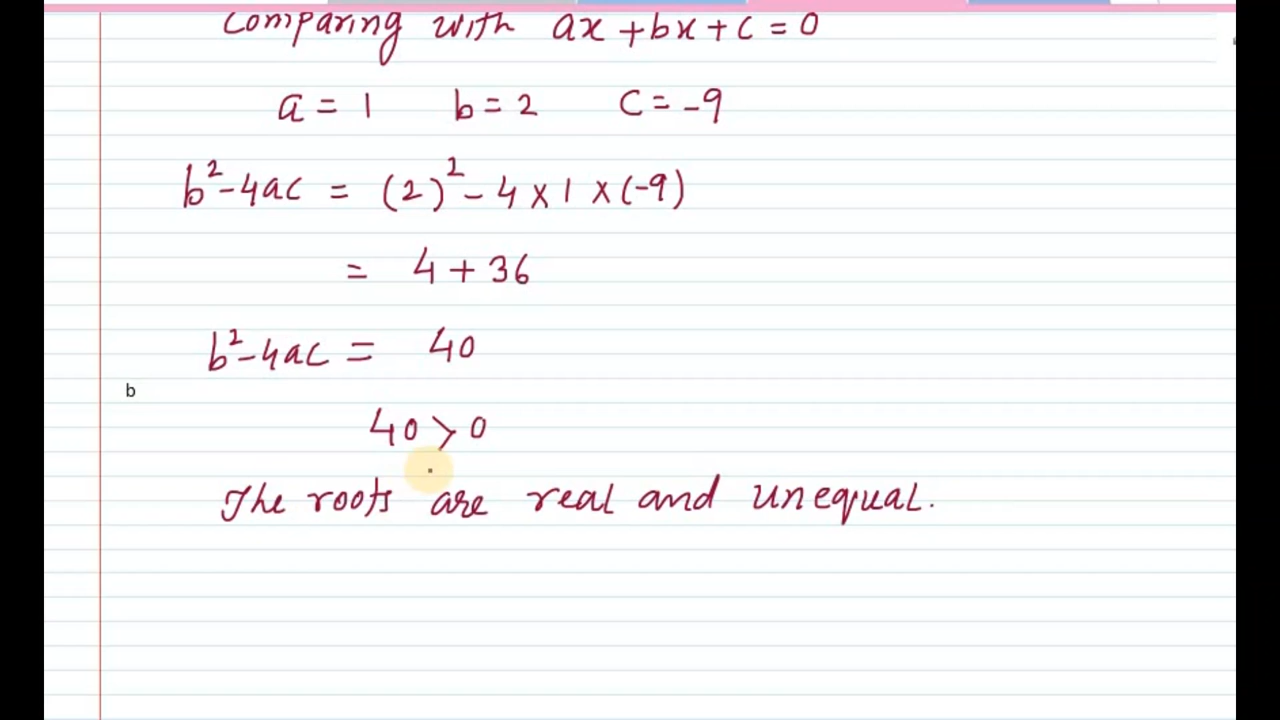 Comparing with ax + bx + c = 0
a = 1 b = 2 c = -9
b² - 4ac = (2)² - 4 × 1 × (-9)
= 4 + 36
b² - 4ac = 40
b
40 > 0
The roots are real and unequal.